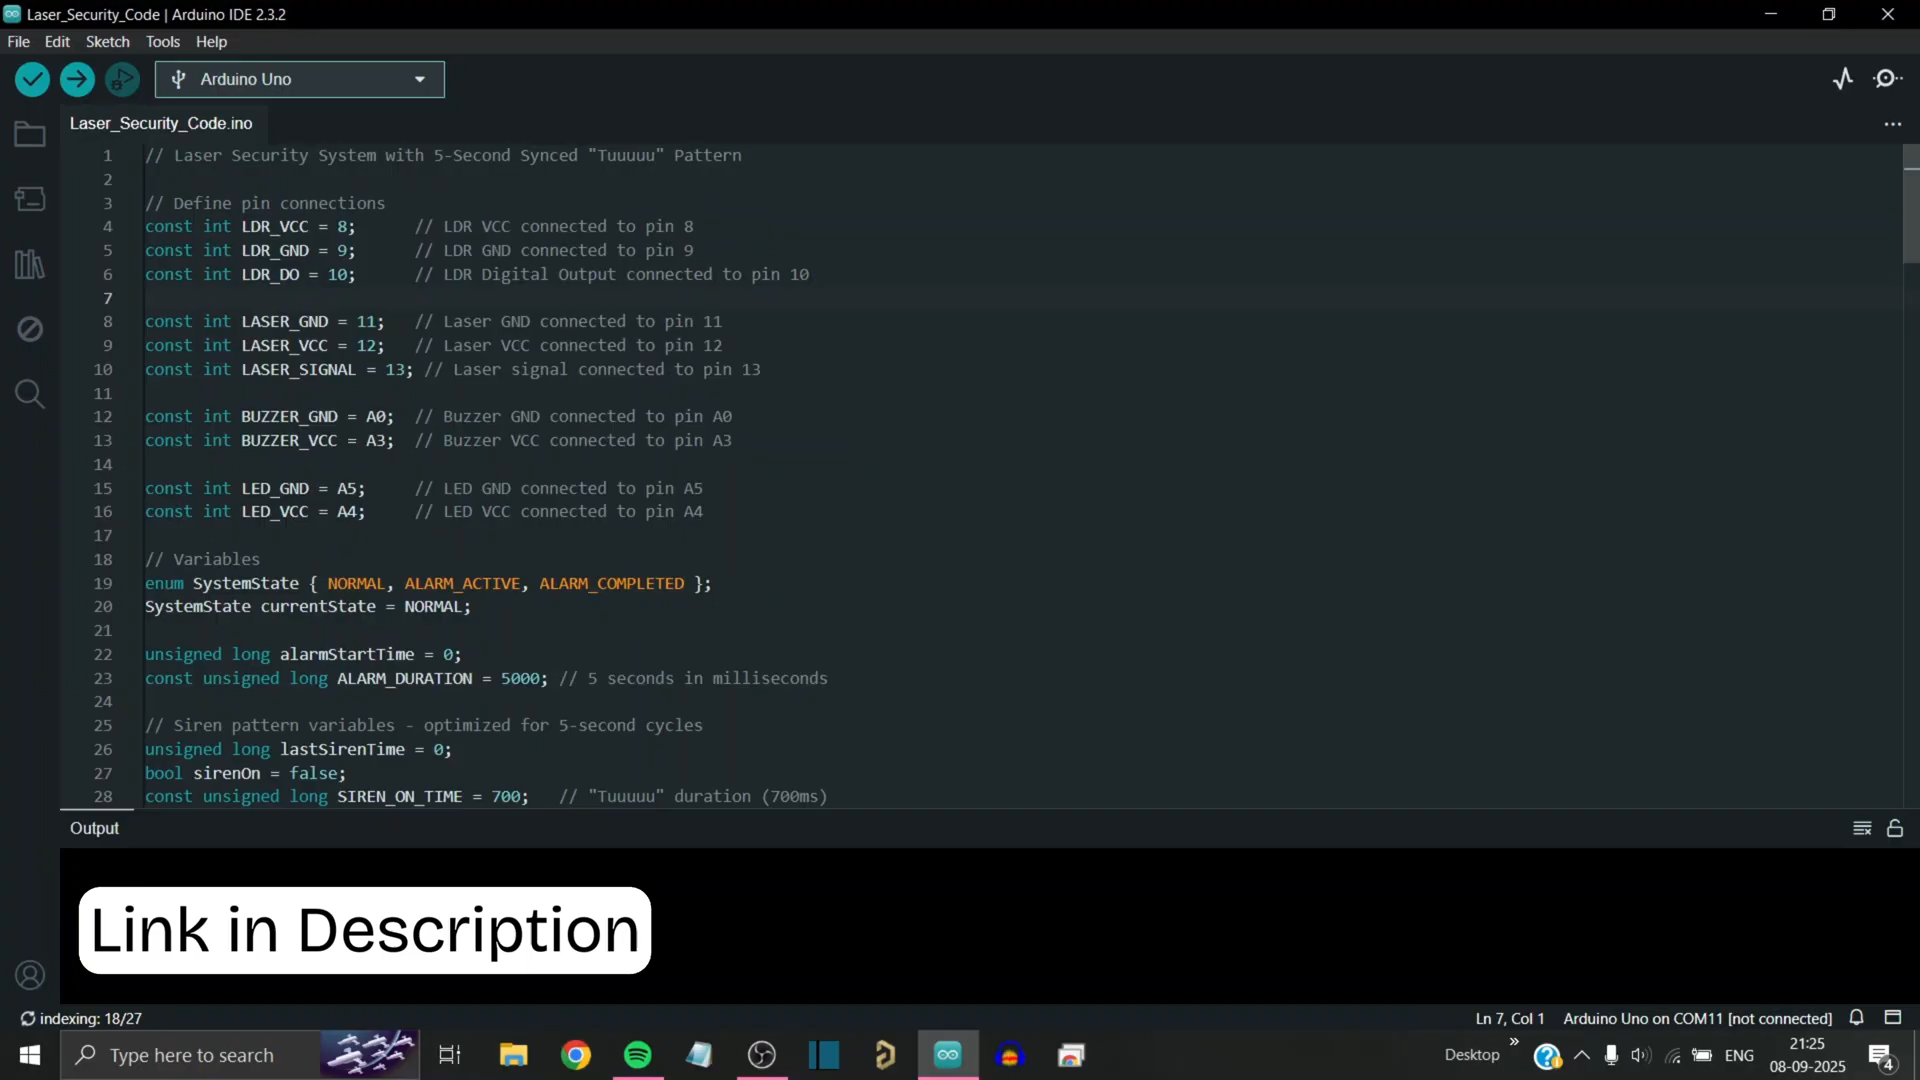 Laser_Security_Code | Arduino IDE 2.3.2
File Edit Sketch Tools Help
Arduino Uno
Laser_Security_Code.ino
1 // Laser Security System with 5-Second Synced "Tuuuuu" Pattern
2
3 // Define pin connections
4 const int LDR_VCC = 8; // LDR VCC connected to pin 8
5 const int LDR_GND = 9; // LDR GND connected to pin 9
6 const int LDR_DO = 10; // LDR Digital Output connected to pin 10
7
8 const int LASER_GND = 11; // Laser GND connected to pin 11
9 const int LASER_VCC = 12; // Laser VCC connected to pin 12
10 const int LASER_SIGNAL = 13; // Laser signal connected to pin 13
11
12 const int BUZZER_GND = A0; // Buzzer GND connected to pin A0
13 const int BUZZER_VCC = A3; // Buzzer VCC connected to pin A3
14
15 const int LED_GND = A5; // LED GND connected to pin A5
16 const int LED_VCC = A4; // LED VCC connected to pin A4
17
18 // Variables
19 enum SystemState { NORMAL, ALARM_ACTIVE, ALARM_COMPLETED };
20 SystemState currentState = NORMAL;
21
22 unsigned long alarmStartTime = 0;
23 const unsigned long ALARM_DURATION = 5000; // 5 seconds in milliseconds
24
25 // Siren pattern variables - optimized for 5-second cycles
26 unsigned long lastSirenTime = 0;
27 bool sirenOn = false;
28 const unsigned long SIREN_ON_TIME = 700; // "Tuuuuu" duration (700ms)
Output
Link in Description
indexing: 18/27
Ln 7, Col 1 Arduino Uno on COM11 [not connected]
Type here to search
Desktop
ENG
21:25
08-09-2025
4